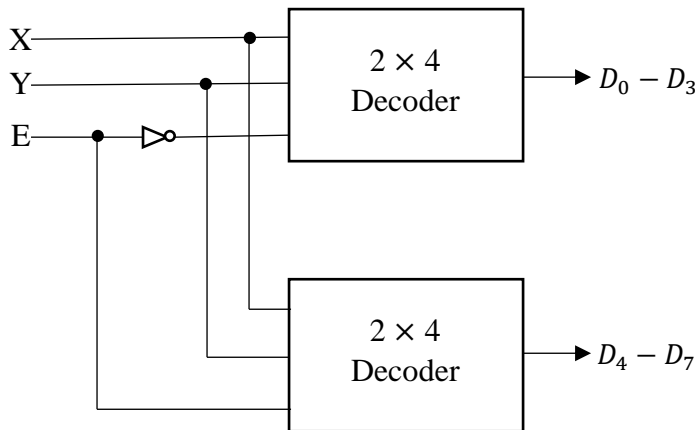 X
Y
E
2 × 4
Decoder
D₀ − D₃
2 × 4
Decoder
D₄ − D₇